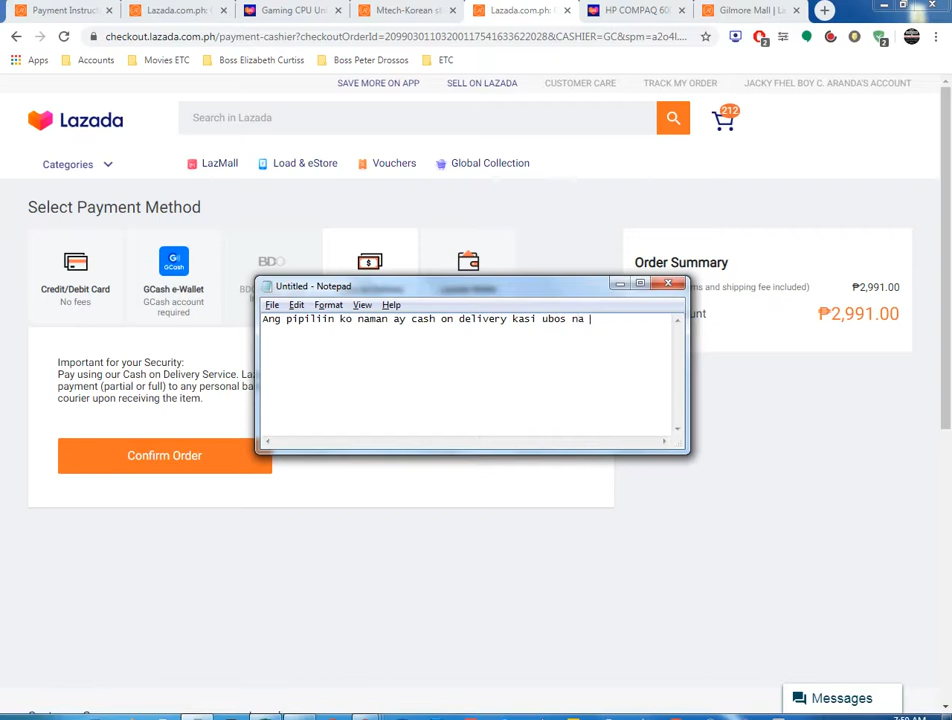 Payment Instruct
Lazada.com.ph:
Gaming CPU Un
Mtech-Korean s
Lazada.com.ph:
HP COMPAQ 60
Gilmore Mall | L
checkout.lazada.com.ph/payment-cashier?checkoutOrderId=20990301103200117541633622028&CASHIER=GC&spm=a2o4l....
Apps
Accounts
Movies ETC
Boss Elizabeth Curtiss
Boss Peter Drossos
ETC
SAVE MORE ON APP
SELL ON LAZADA
CUSTOMER CARE
TRACK MY ORDER
JACKY FHEL BOY C. ARANDA'S ACCOUNT
Lazada
Search in Lazada
212
Categories
LazMall
Load & eStore
Vouchers
Global Collection
Select Payment Method
Credit/Debit Card
No fees
GCash
GCash e-Wallet
GCash account
required
BDO
Order Summary
ms and shipping fee included)
₱2,991.00
unt
₱2,991.00
Untitled - Notepad
File
Edit
Format
View
Help
Ang pipiliin ko naman ay cash on delivery kasi ubos na
Important for your Security:
Pay using our Cash on Delivery Service. La
payment (partial or full) to any personal ba
courier upon receiving the item.
Confirm Order
Messages